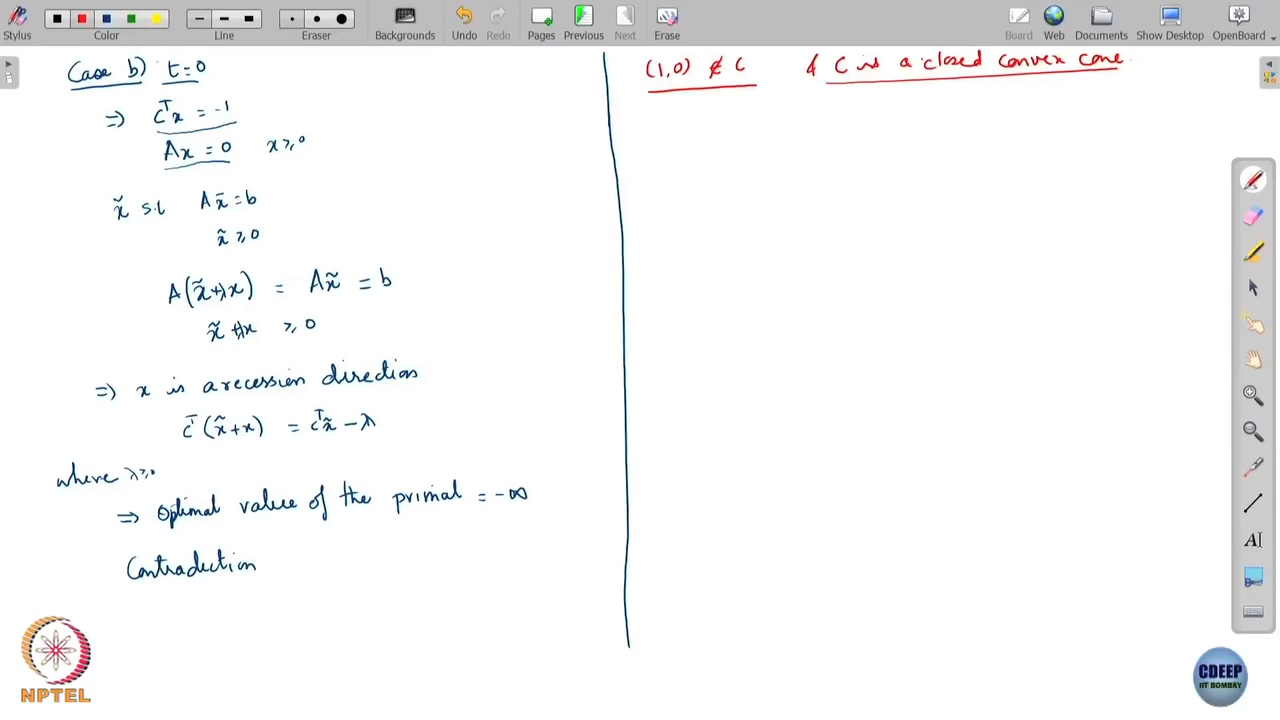 Stylus
Color
Line
Eraser
Backgrounds
Undo
Redo
Pages
Previous
Next
Erase
Board
Web
Documents
Show Desktop
OpenBoard
Case b) t=0
⇒ cᵀx = -1
Ax = 0 x ≥ 0
x̃ s.t Ax̃ = b
x̃ ≥ 0
A(x̃+λx) = Ax̃ = b
x̃+λx ≥ 0
⇒ x is a recession direction
cᵀ(x̃+x) = cᵀx̃ - λ
where λ ≥ 0
⇒ Optimal value of the primal = -∞
Contradiction
(1,0) ∉ C & C is a closed convex cone.
NPTEL
CDEEP
IIT BOMBAY